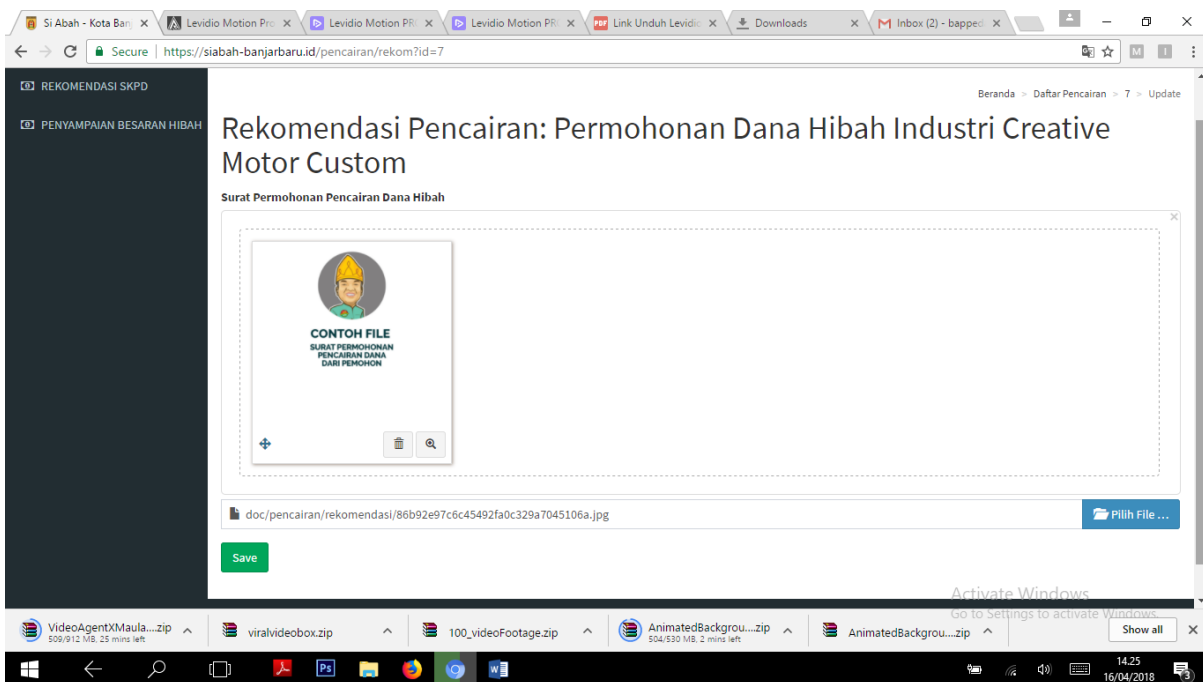 Si Abah - Kota Banj
Levidio Motion Pro
Levidio Motion PR
Levidio Motion PR
Link Unduh Levidio
Downloads
Inbox (2) - bapped
Secure | https://siabah-banjarbaru.id/pencairan/rekom?id=7
REKOMENDASI SKPD
PENYAMPAIAN BESARAN HIBAH
Beranda > Daftar Pencairan > 7 > Update
Rekomendasi Pencairan: Permohonan Dana Hibah Industri Creative
Motor Custom
Surat Permohonan Pencairan Dana Hibah
CONTOH FILE
SURAT PERMOHONAN
PENCAIRAN DANA
DARI PEMOHON
doc/pencairan/rekomendasi/86b92e97c6c45492fa0c329a7045106a.jpg
Pilih File ...
Save
Activate Windows
Go to Settings to activate Windows.
VideoAgentXMaula....zip
509/912 MB, 25 mins left
viralvideobox.zip
100_videoFootage.zip
AnimatedBackgrou....zip
504/530 MB, 2 mins left
AnimatedBackgrou....zip
Show all
14.25
16/04/2018